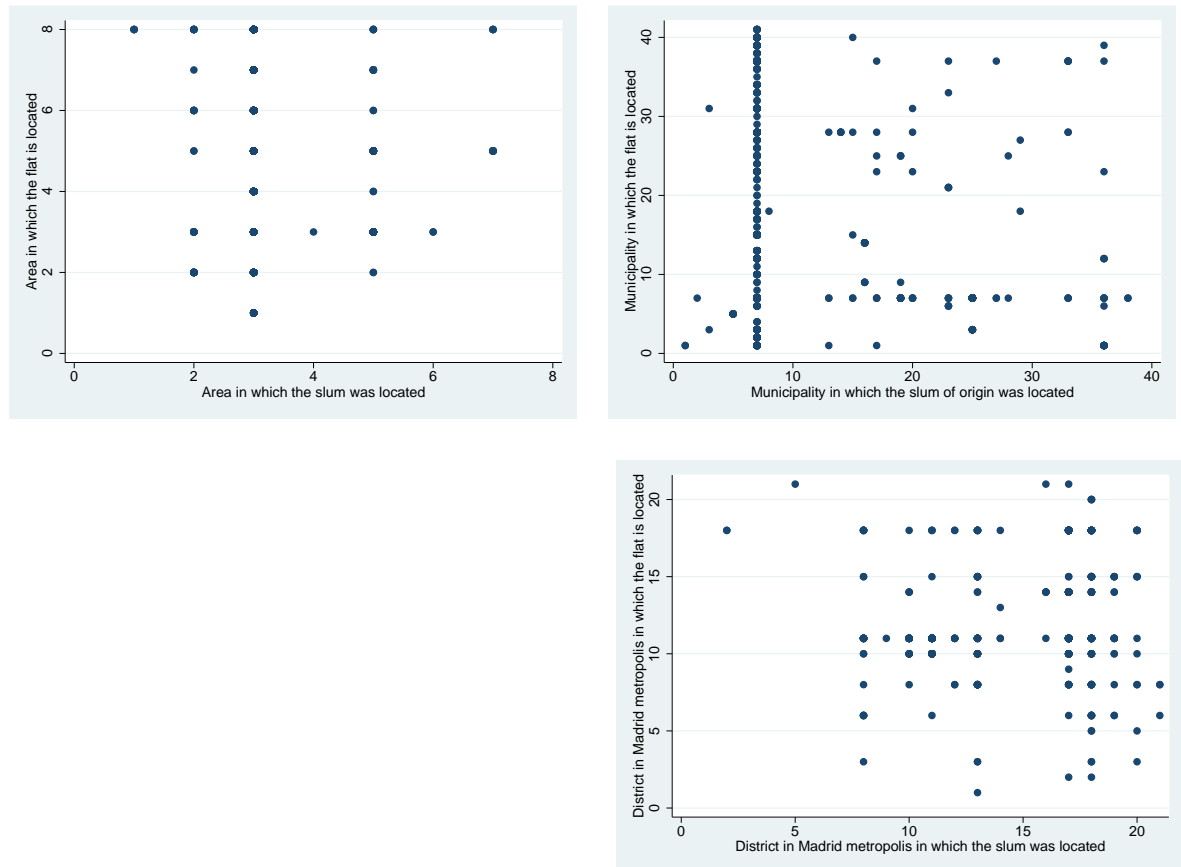 Area in which the flat is located
8
6
4
2
0
0 2 4 6 8
Area in which the slum was located
Municipality in which the flat is located
40
30
20
10
0
0 10 20 30 40
Municipality in which the slum of origin was located
District in Madrid metropolis in which the flat is located
20
15
10
5
0
0 5 10 15 20
District in Madrid metropolis in which the slum was located